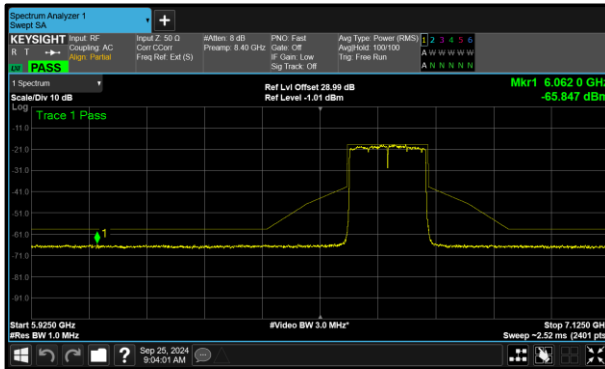 Spectrum Analyzer 1
Swept SA
KEYSIGHT Input: RF Input Z: 50 Ω #Atten: 8 dB PNO: Fast Avg Type: Power (RMS) 1 2 3 4 5 6
R T Coupling: AC Corr CCorr Preamp: 8.40 GHz Gate: Off Avg|Hold: 100/100 A W W W W W
Align: Partial Freq Ref: Ext (S) IF Gain: Low Trig: Free Run
LV PASS Sig Track: Off A N N N N N
1 Spectrum Ref Lvl Offset 28.99 dB Mkr1 6.062 0 GHz
Scale/Div 10 dB Ref Level -1.01 dBm -65.847 dBm
Log
Trace 1 Pass
-11.0
-21.0
-31.0
-41.0
-51.0
-61.0
1
-71.0
-81.0
-91.0
Start 5.9250 GHz #Video BW 3.0 MHz* Stop 7.1250 GHz
#Res BW 1.0 MHz Sweep ~2.52 ms (2401 pts)
Sep 25, 2024
9:04:01 AM